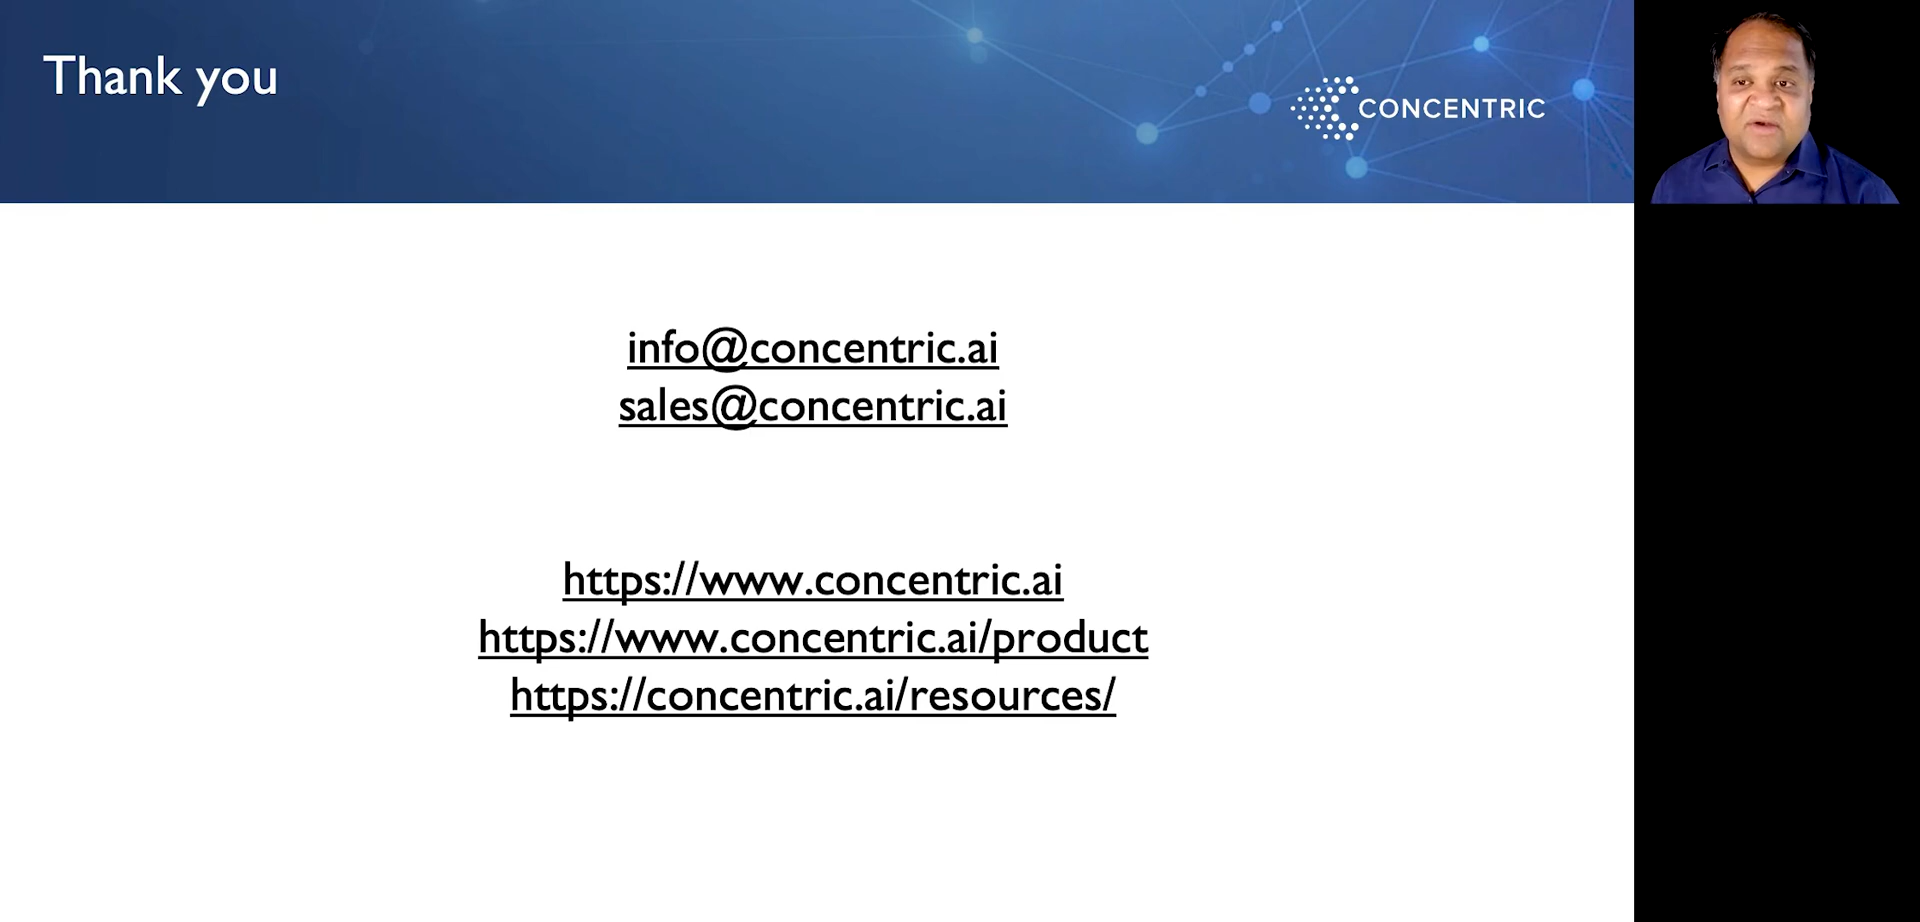 Thank you
CONCENTRIC
info@concentric.ai
sales@concentric.ai
https://www.concentric.ai
https://www.concentric.ai/product
https://concentric.ai/resources/